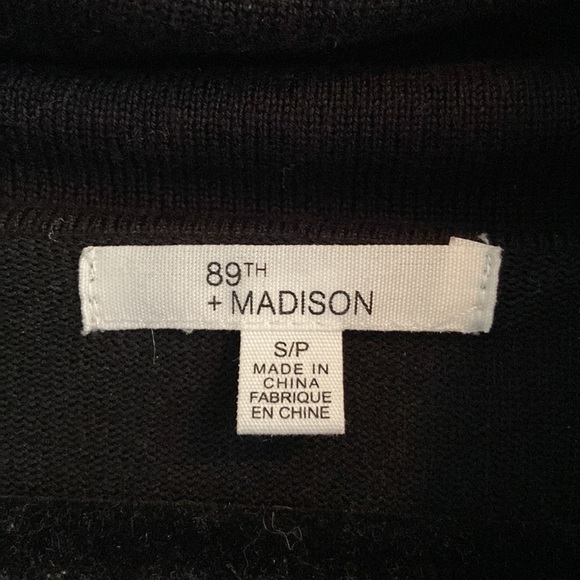 89TH
+ MADISON
S/P
MADE IN
CHINA
FABRIQUE
EN CHINE